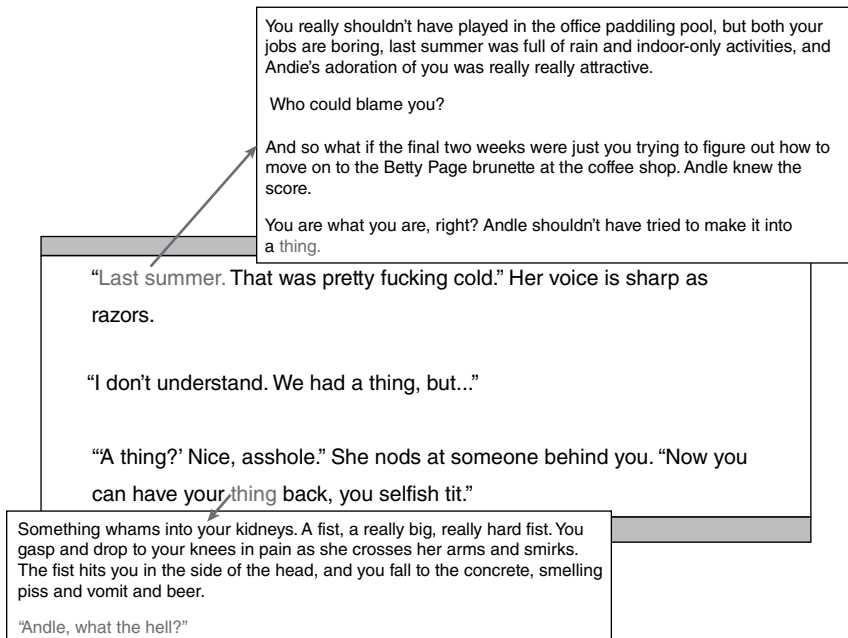 You really shouldn't have played in the office paddiling pool, but both your
jobs are boring, last summer was full of rain and indoor-only activities, and
Andie's adoration of you was really really attractive.
Who could blame you?
And so what if the final two weeks were just you trying to figure out how to
move on to the Betty Page brunette at the coffee shop. Andle knew the
score.
You are what you are, right? Andle shouldn't have tried to make it into
a thing.
“Last summer. That was pretty fucking cold.” Her voice is sharp as
razors.
“I don't understand. We had a thing, but...”
“‘A thing?’ Nice, asshole.” She nods at someone behind you. “Now you
can have your thing back, you selfish tit.”
Something whams into your kidneys. A fist, a really big, really hard fist. You
gasp and drop to your knees in pain as she crosses her arms and smirks.
The fist hits you in the side of the head, and you fall to the concrete, smelling
piss and vomit and beer.
“Andle, what the hell?”